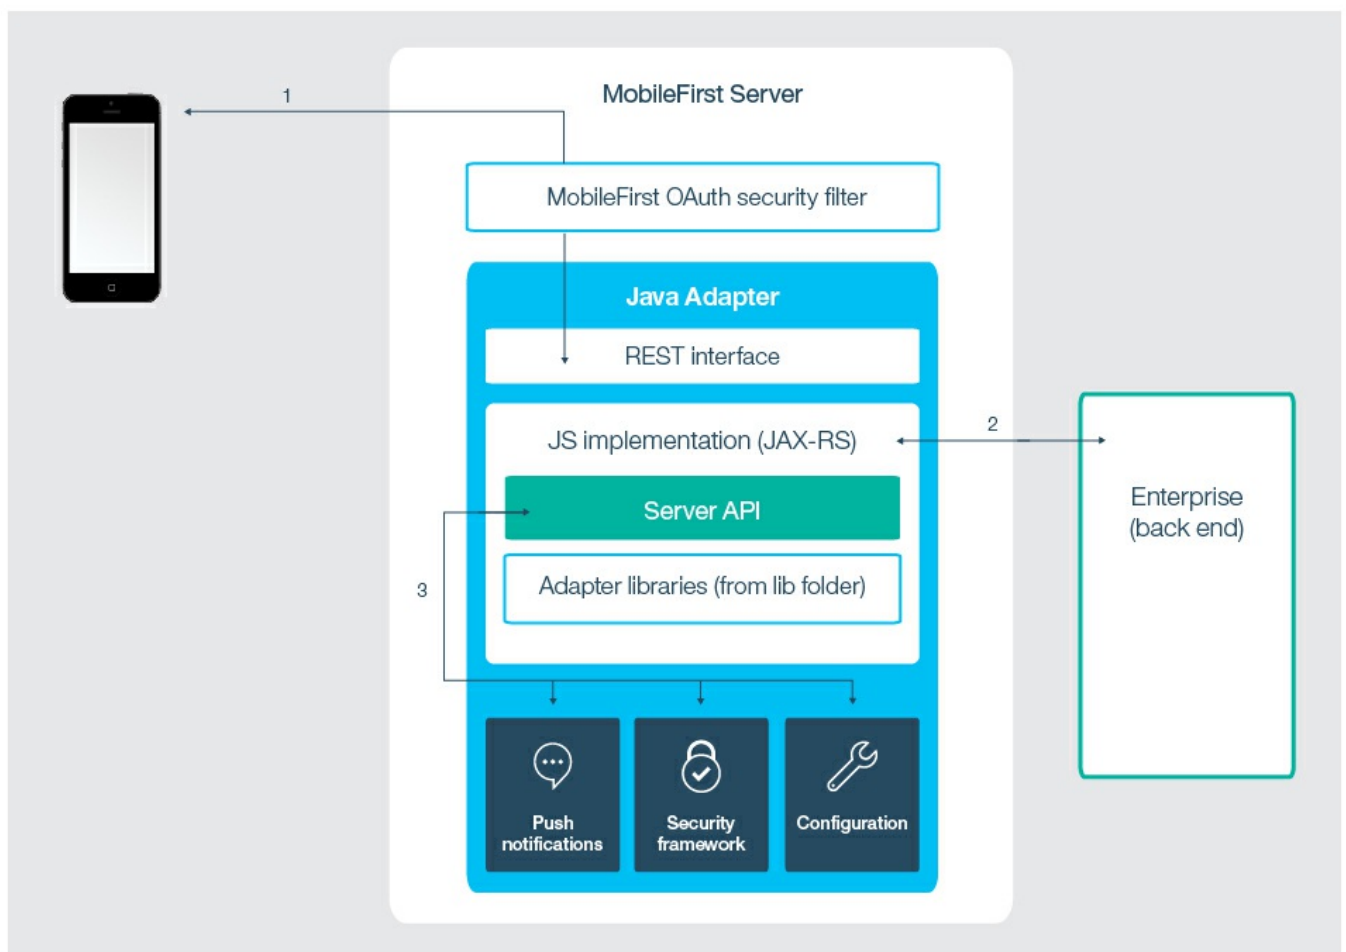 1
MobileFirst Server
MobileFirst OAuth security filter
Java Adapter
REST interface
JS implementation (JAX-RS)
2
Server API
Enterprise
(back end)
3
Adapter libraries (from lib folder)
Push
notifications
Security
framework
Configuration